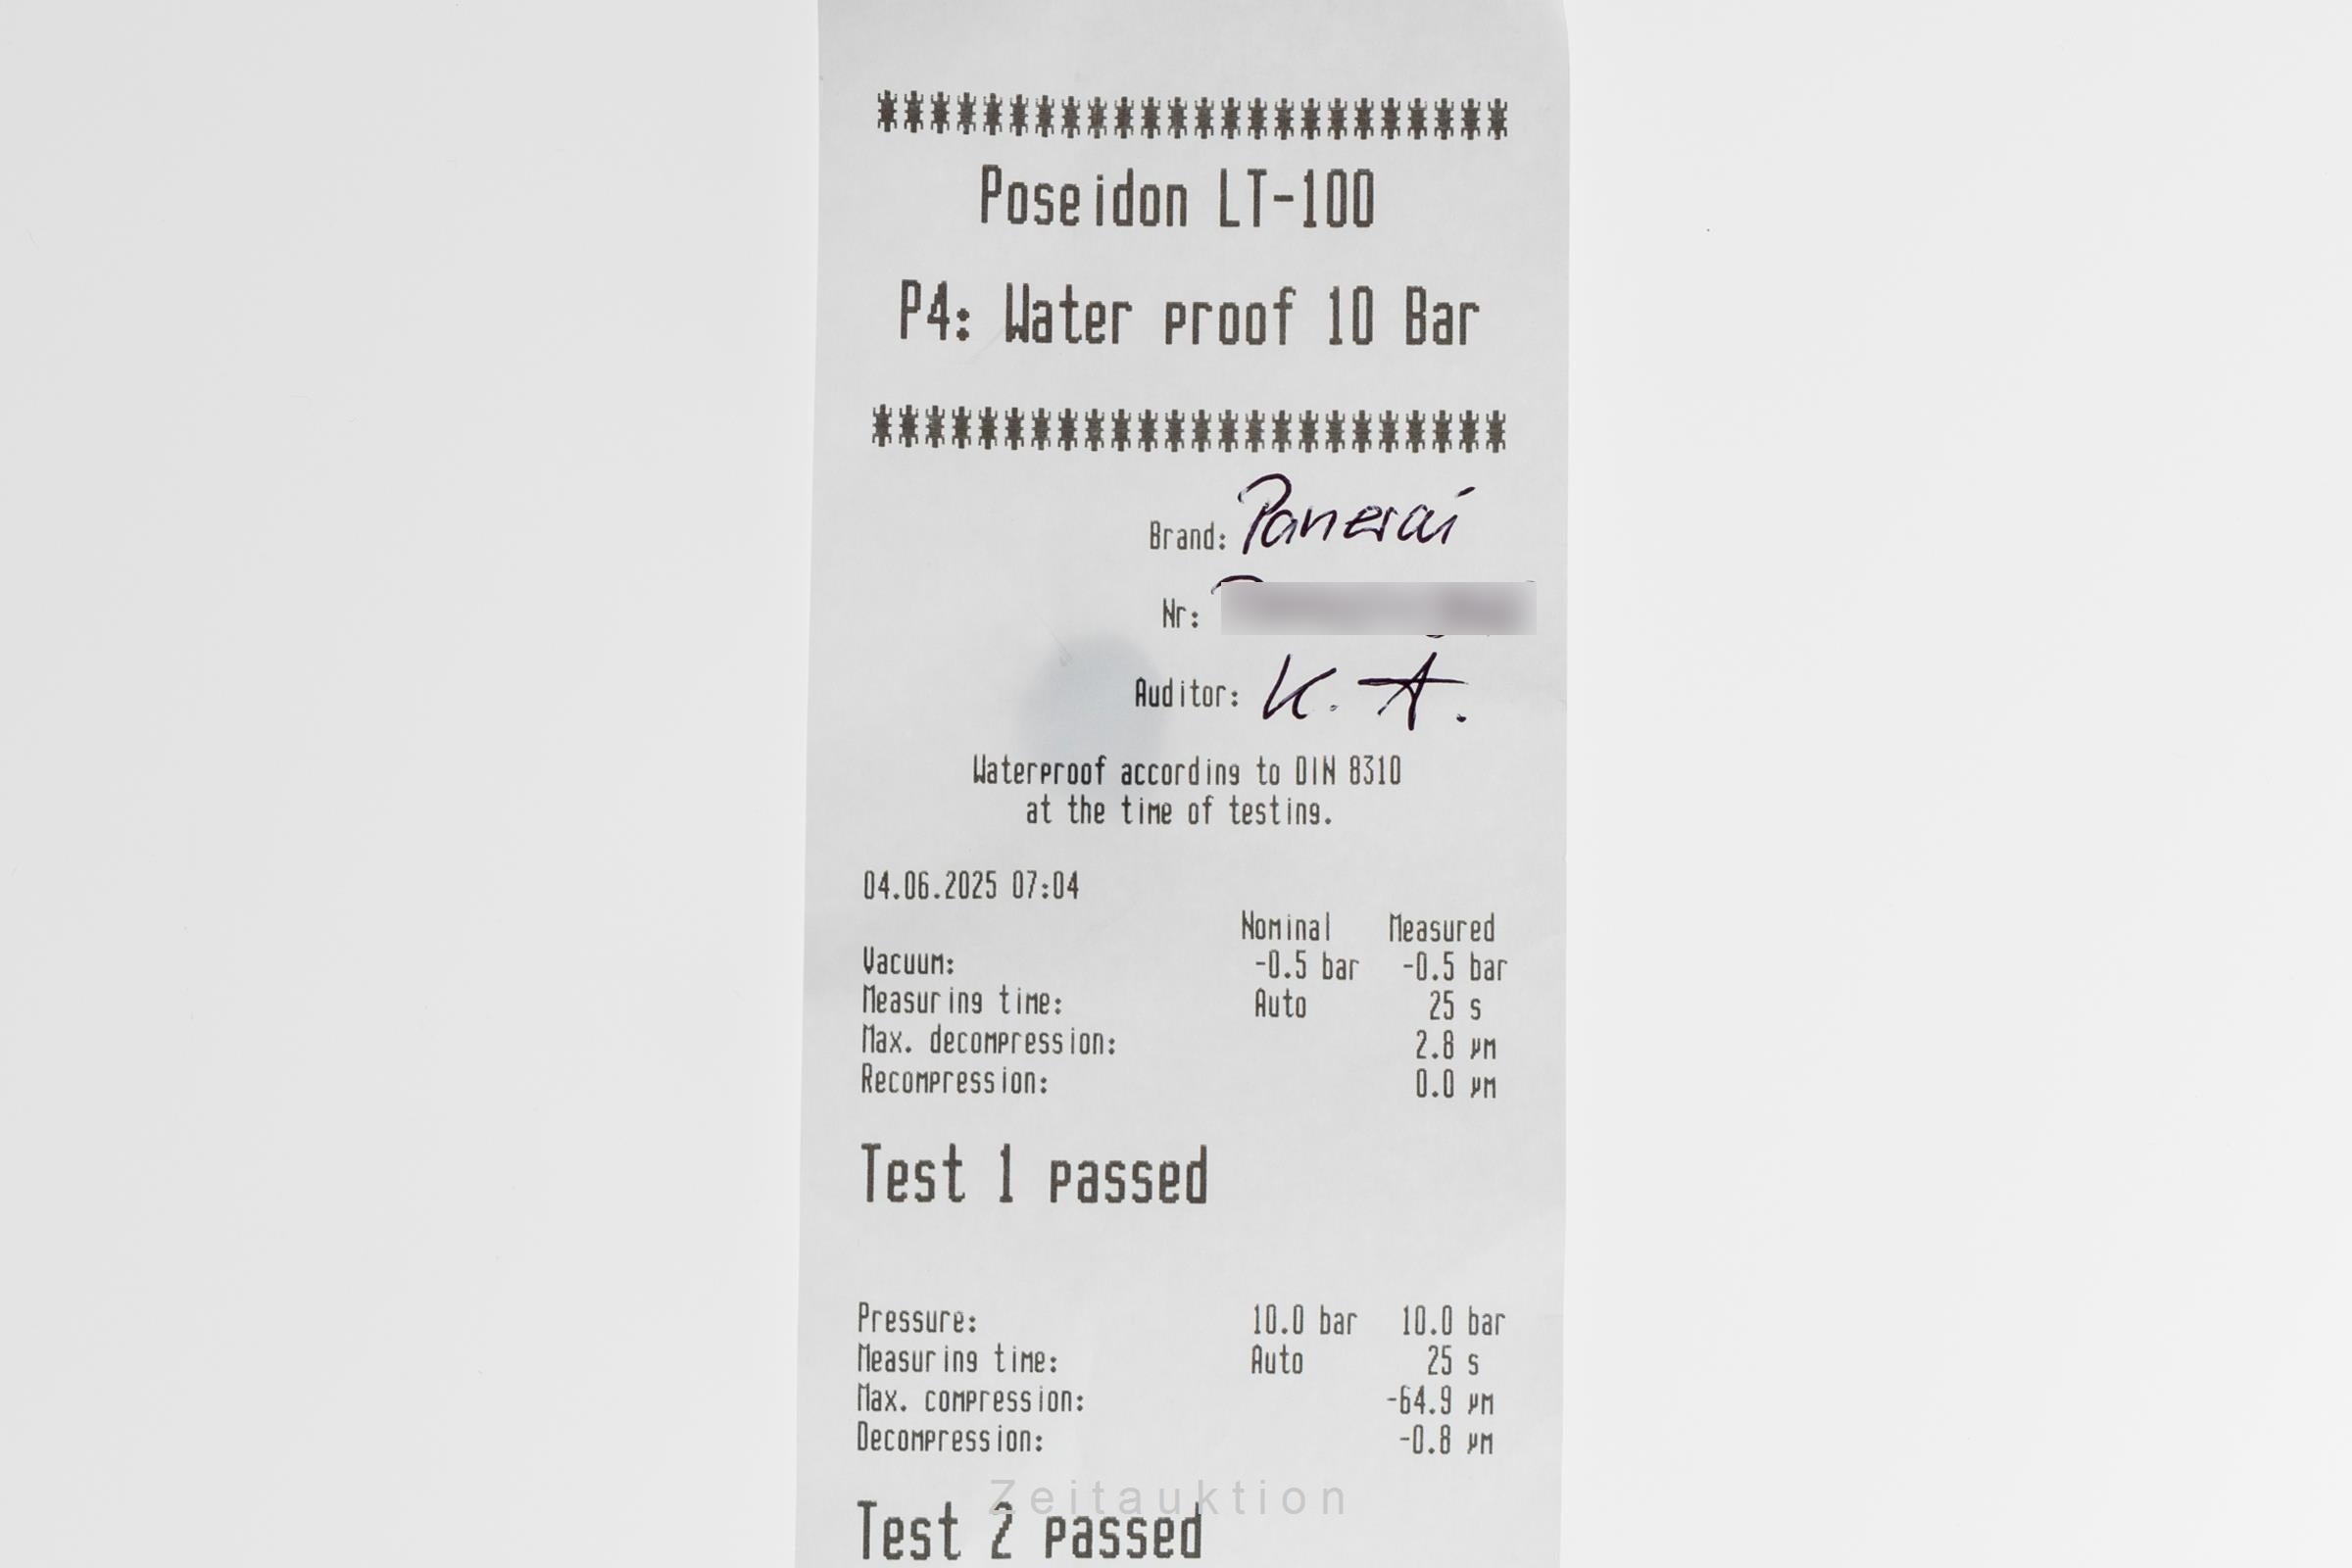 ************************
Poseidon LT-100
P4: Water proof 10 Bar
************************
Brand: Panerai
Nr:
Auditor: K. A.
Waterproof according to DIN 8310
at the time of testing.
04.06.2025 07:04
Nominal Measured
Vacuum: -0.5 bar -0.5 bar
Measuring time: Auto 25 s
Max. decompression: 2.8 µm
Recompression: 0.0 µm
Test 1 passed
Pressure: 10.0 bar 10.0 bar
Measuring time: Auto 25 s
Max. compression: -64.9 µm
Decompression: -0.8 µm
Zeitauktion
Test 2 passed